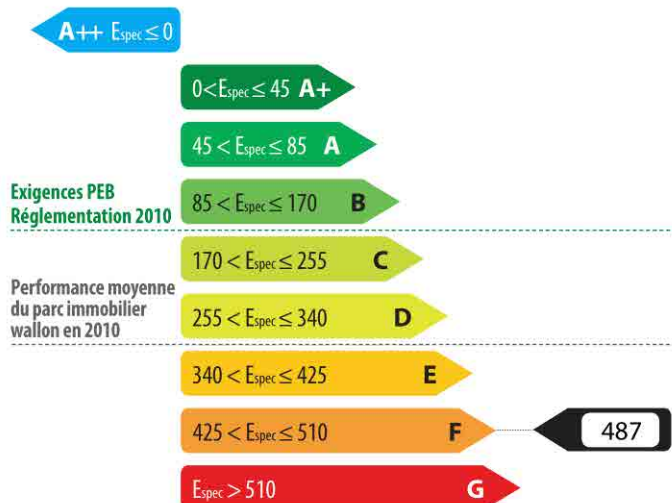 A++ Espec ≤ 0
0 < Espec ≤ 45 A+
45 < Espec ≤ 85 A
Exigences PEB
Réglementation 2010
85 < Espec ≤ 170 B
170 < Espec ≤ 255 C
Performance moyenne
du parc immobilier
wallon en 2010
255 < Espec ≤ 340 D
340 < Espec ≤ 425 E
425 < Espec ≤ 510 F 487
Espec > 510 G